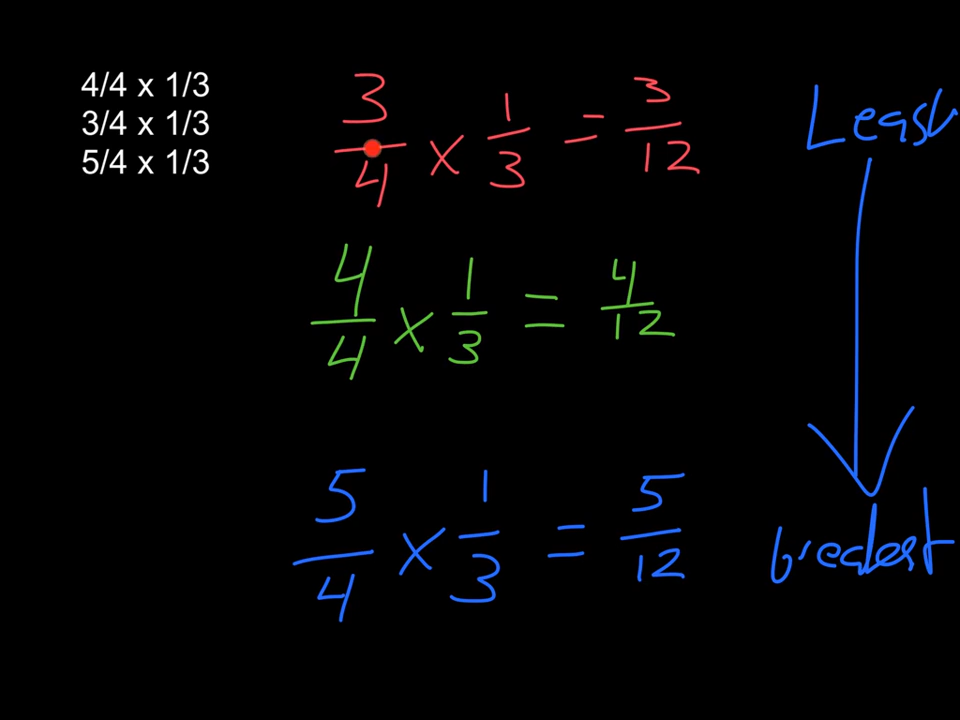 4/4 x 1/3
3/4 x 1/3
5/4 x 1/3
3/4 x 1/3 = 3/12
Least
4/4 x 1/3 = 4/12
5/4 x 1/3 = 5/12
Greatest